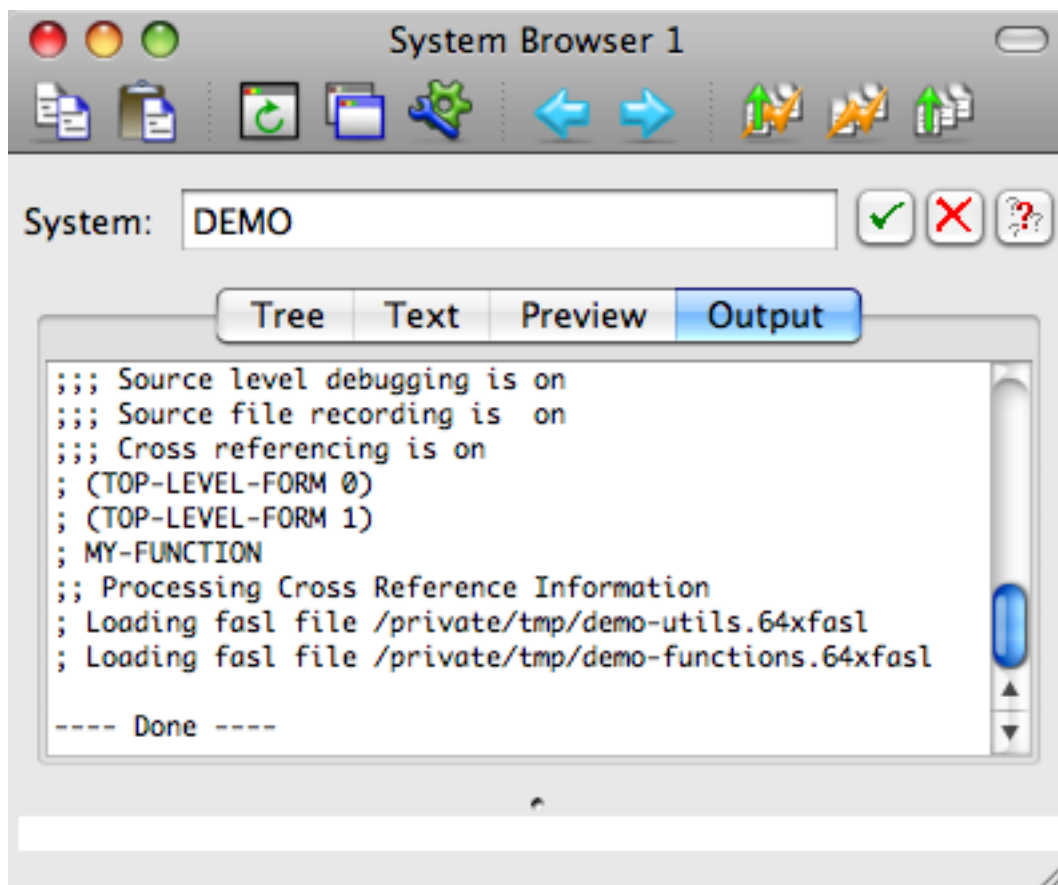 System Browser 1
System: DEMO
Tree Text Preview Output
;;; Source level debugging is on
;;; Source file recording is  on
;;; Cross referencing is on
; (TOP-LEVEL-FORM 0)
; (TOP-LEVEL-FORM 1)
; MY-FUNCTION
;; Processing Cross Reference Information
; Loading fasl file /private/tmp/demo-utils.64xfasl
; Loading fasl file /private/tmp/demo-functions.64xfasl
---- Done ----